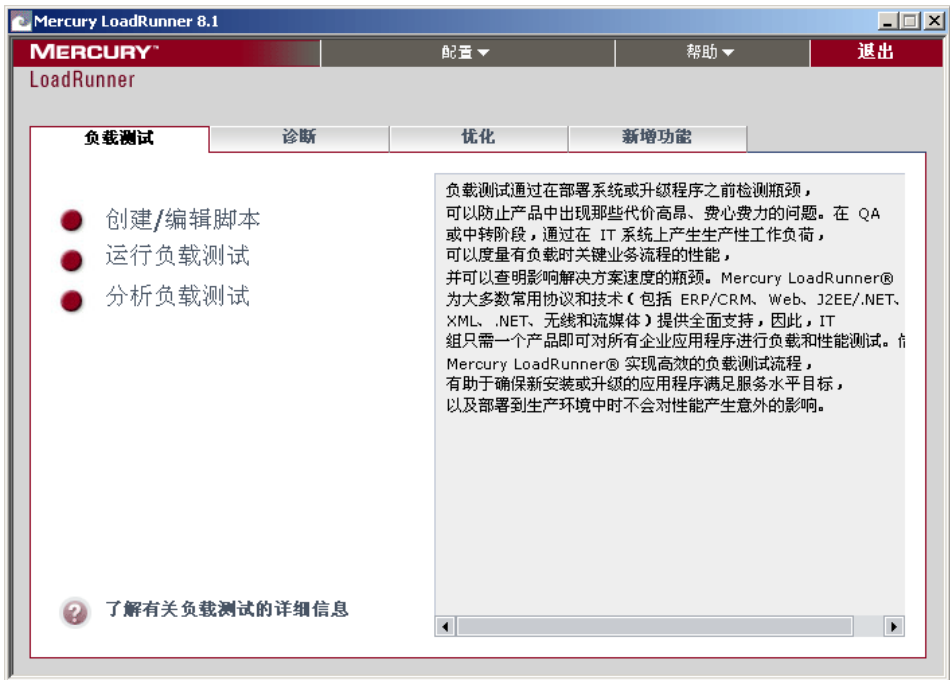 Mercury LoadRunner 8.1
MERCURY™ 配置 帮助 退出
LoadRunner
负载测试 诊断 优化 新增功能
创建/编辑脚本
运行负载测试
分析负载测试
负载测试通过在部署系统或升级程序之前检测瓶颈，
可以防止产品中出现那些代价高昂、费心费力的问题。在 QA
或中转阶段，通过在 IT 系统上产生生产性工作负荷，
可以度量有负载时关键业务流程的性能，
并可以查明影响解决方案速度的瓶颈。Mercury LoadRunner®
为大多数常用协议和技术（包括 ERP/CRM、Web、J2EE/.NET、
XML、.NET、无线和流媒体）提供全面支持，因此，IT
组只需一个产品即可对所有企业应用程序进行负载和性能测试。
Mercury LoadRunner® 实现高效的负载测试流程，
有助于确保新安装或升级的应用程序满足服务水平目标，
以及部署到生产环境中时不会对性能产生意外的影响。
了解有关负载测试的详细信息